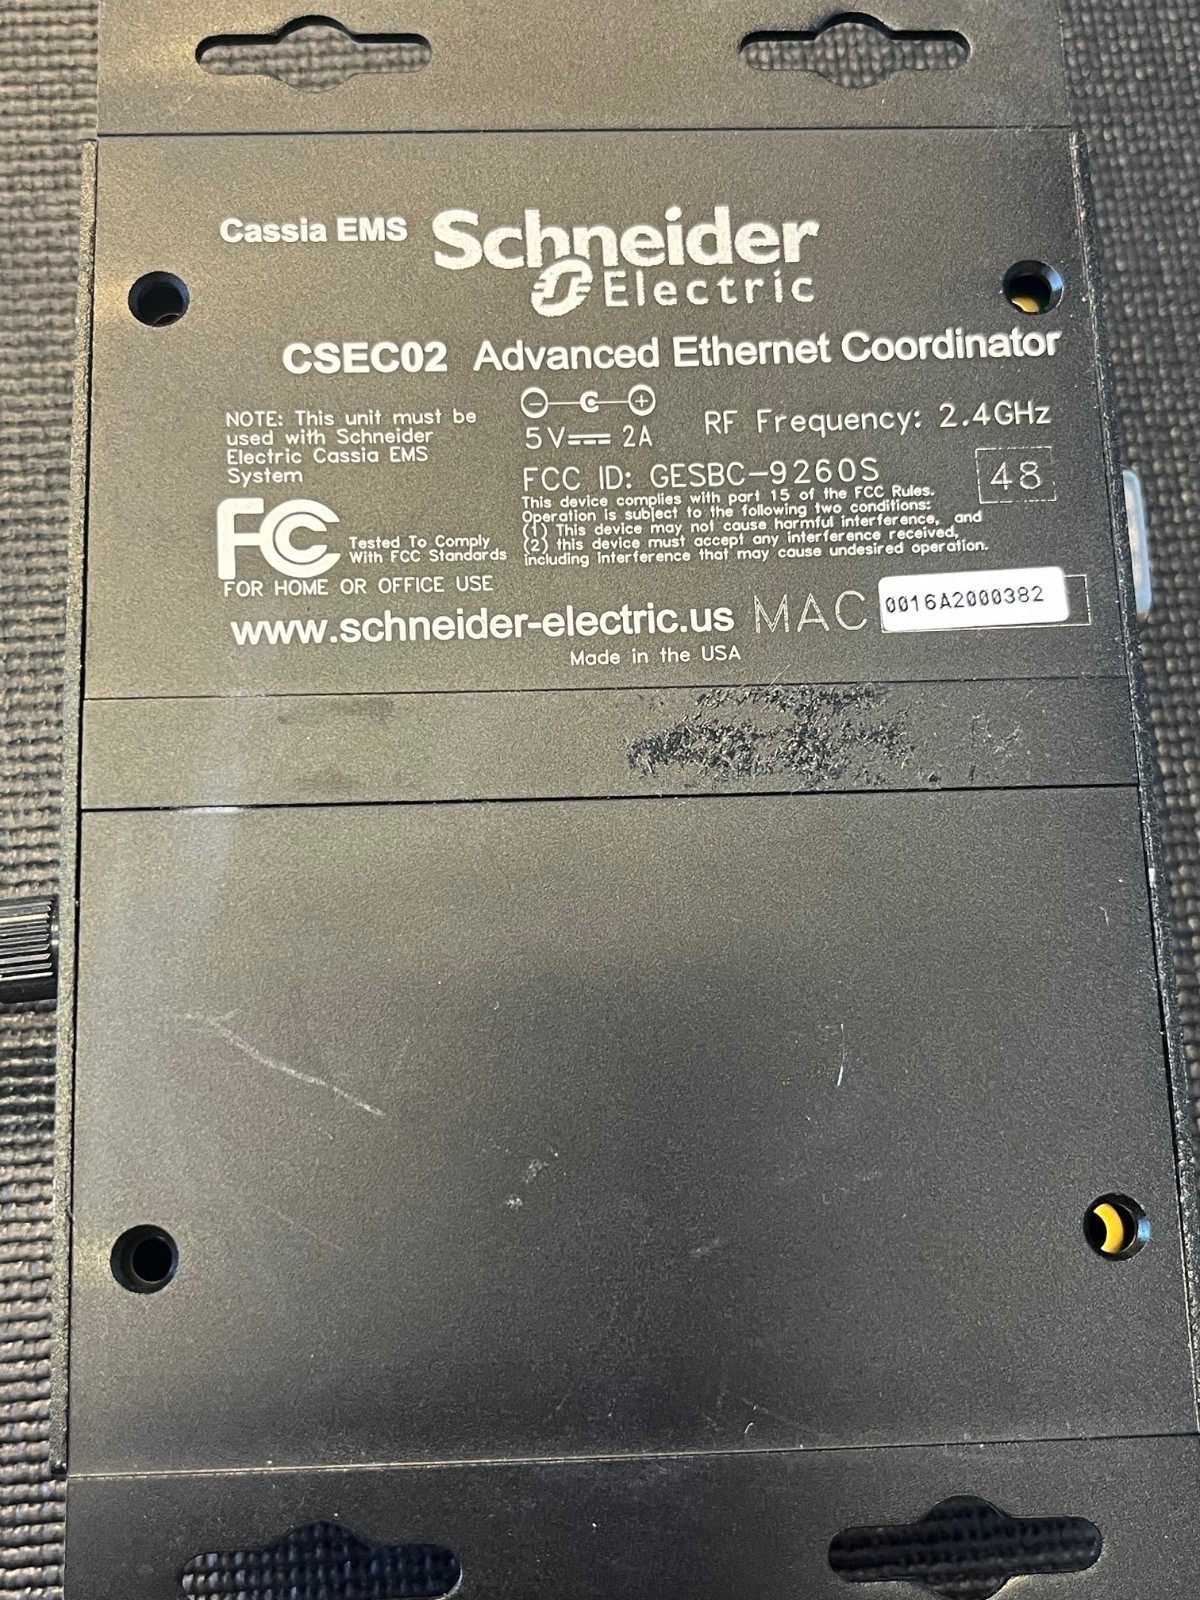 Cassia EMS Schneider
Electric
CSEC02 Advanced Ethernet Coordinator
NOTE: This unit must be
used with Schneider
Electric Cassia EMS
System
5V 2A
RF Frequency: 2.4GHz
FCC ID: GESBC-9260S
48
This device complies with part 15 of the FCC Rules.
Operation is subject to the following two conditions:
(1) This device may not cause harmful interference, and
(2) this device must accept any interference received,
including interference that may cause undesired operation.
FC Tested To Comply
With FCC Standards
FOR HOME OR OFFICE USE
www.schneider-electric.us MAC 0016A2000382
Made in the USA